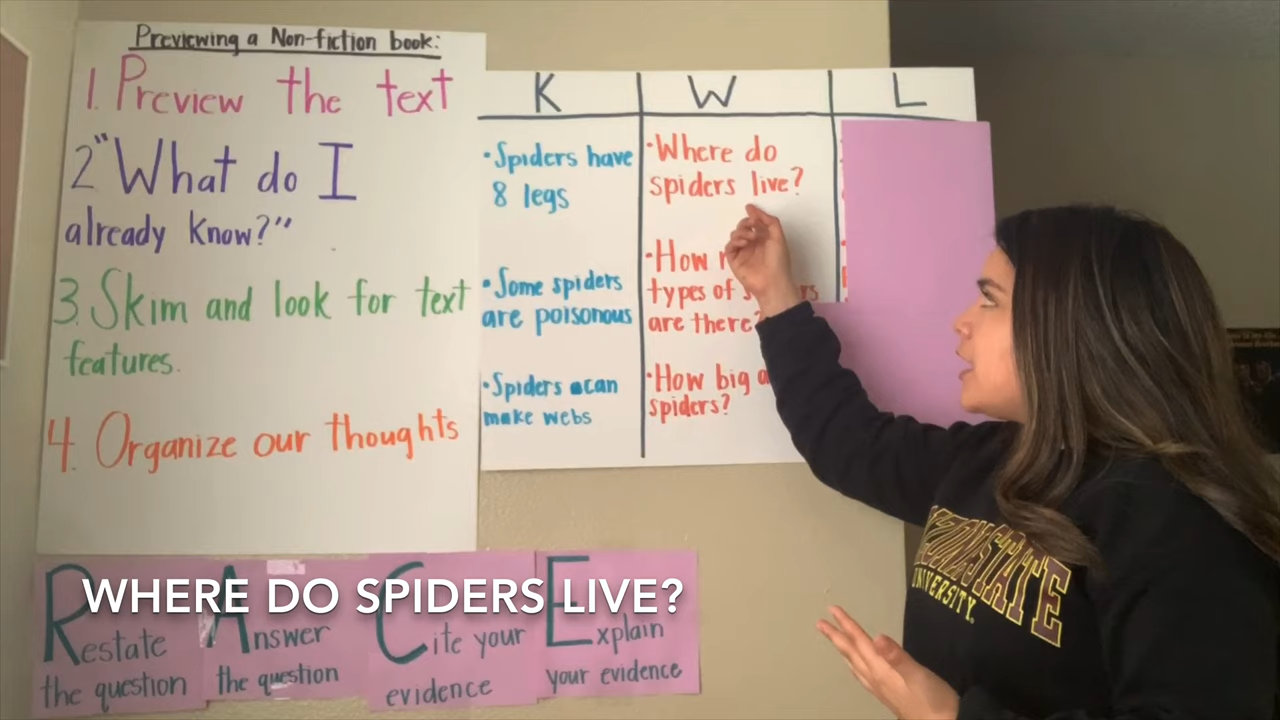 Previewing a Non-fiction book:
1. Preview the text
2 "What do I
already know?"
3. Skim and look for text
features.
4. Organize our thoughts
K W L
•Spiders have
8 legs
•Some spiders
are poisonous
•Spiders can
make webs
•Where do
spiders live?
•How
types of
are there?
•How big
spiders?
WHERE DO SPIDERS LIVE?
Restate
the question
Answer
the question
Cite your
evidence
Explain
your evidence
STATE
UNIVERSITY